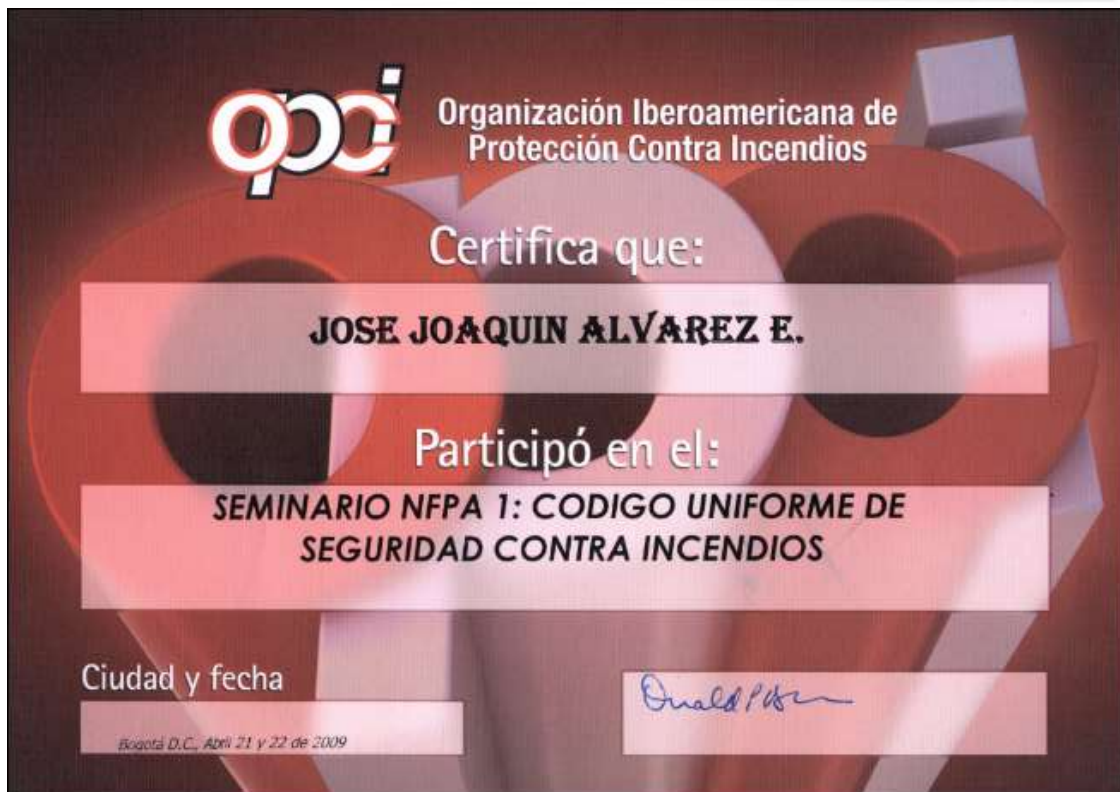 opci
Organización Iberoamericana de
Protección Contra Incendios
Certifica que:
JOSE JOAQUIN ALVAREZ E.
Participó en el:
SEMINARIO NFPA 1: CODIGO UNIFORME DE
SEGURIDAD CONTRA INCENDIOS
Ciudad y fecha
Bogotá D.C., Abril 21 y 22 de 2009